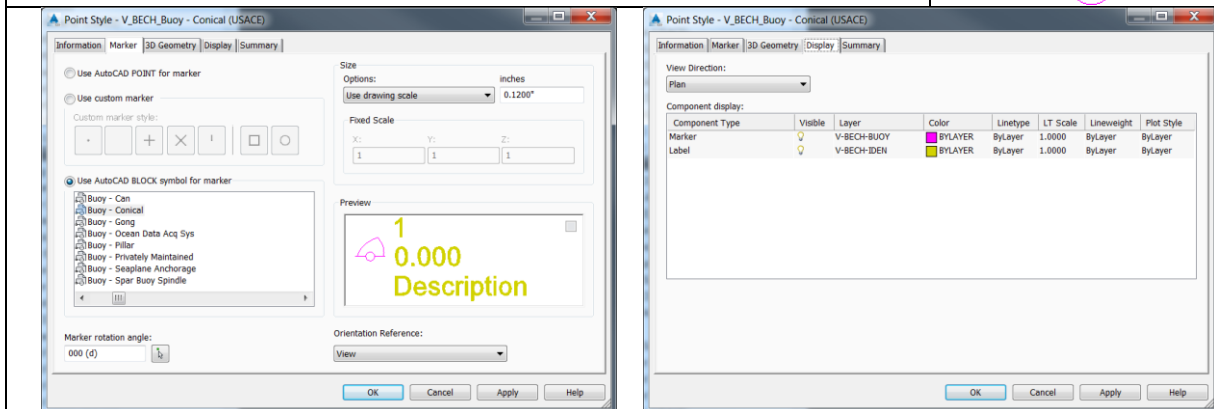 Point Style - V_BECH_Buoy - Conical (USACE)
Information Marker 3D Geometry Display Summary
Use AutoCAD POINT for marker
Use custom marker
Custom marker style:
Use AutoCAD BLOCK symbol for marker
Buoy - Can
Buoy - Conical
Buoy - Gong
Buoy - Ocean Data Acq Sys
Buoy - Pillar
Buoy - Privately Maintained
Buoy - Seaplane Anchorage
Buoy - Spar Buoy Spindle
Marker rotation angle:
000 (d)
Size
Options: inches
Use drawing scale 0.1200"
Fixed Scale
X: Y: Z:
1 1 1
Preview
1
0.000
Description
Orientation Reference:
View
OK Cancel Apply Help
Point Style - V_BECH_Buoy - Conical (USACE)
Information Marker 3D Geometry Display Summary
View Direction:
Plan
Component display:
Component Type Visible Layer Color Linetype LT Scale Lineweight Plot Style
Marker V-BECH-BUOY BYLAYER ByLayer 1.0000 ByLayer ByLayer
Label V-BECH-IDEN BYLAYER ByLayer 1.0000 ByLayer ByLayer
OK Cancel Apply Help